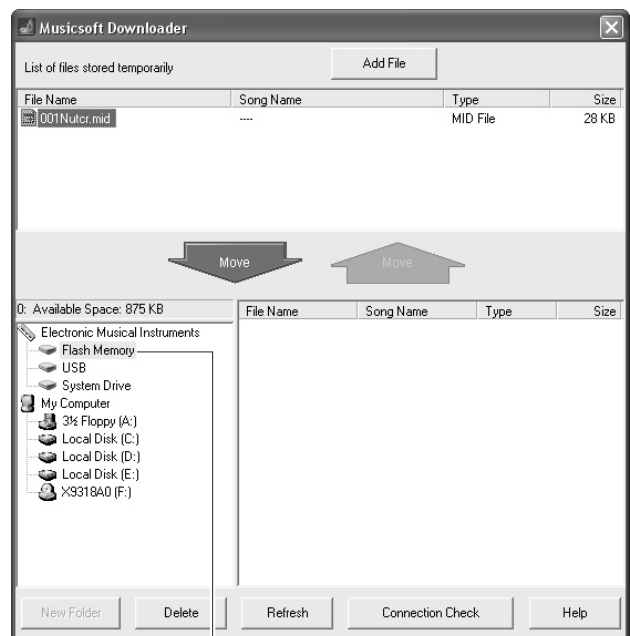 Musicsoft Downloader
List of files stored temporarily
Add File
File Name Song Name Type Size
001Nutcr.mid ---- MID File 28 KB
Move Move
0: Available Space: 875 KB
File Name Song Name Type Size
Electronic Musical Instruments
Flash Memory
USB
System Drive
My Computer
3½ Floppy (A:)
Local Disk (C:)
Local Disk (D:)
Local Disk (E:)
X9318A0 (F:)
New Folder Delete Refresh Connection Check Help